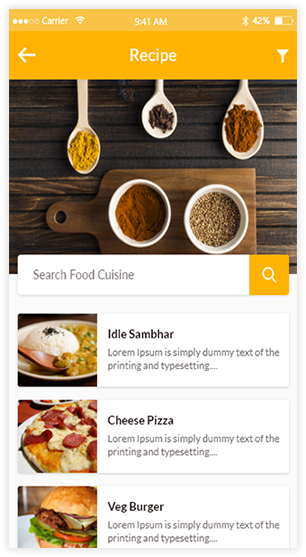 Carrier 9:41 AM 42%
Recipe
Search Food Cuisine
Idle Sambhar
Lorem Ipsum is simply dummy text of the
printing and typesetting....
Cheese Pizza
Lorem Ipsum is simply dummy text of the
printing and typesetting....
Veg Burger
Lorem Ipsum is simply dummy text of the
printing and typesetting....